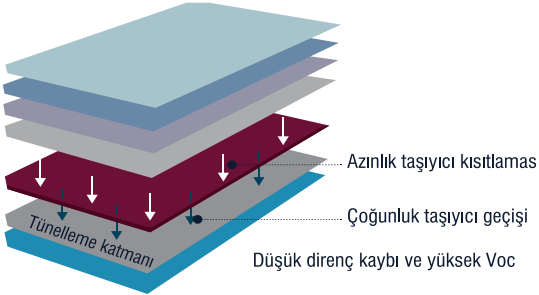 Azınlık taşıyıcı kısıtlaması
Çoğunluk taşıyıcı geçişi
Tünelleme katmanı
Düşük direnç kaybı ve yüksek Voc